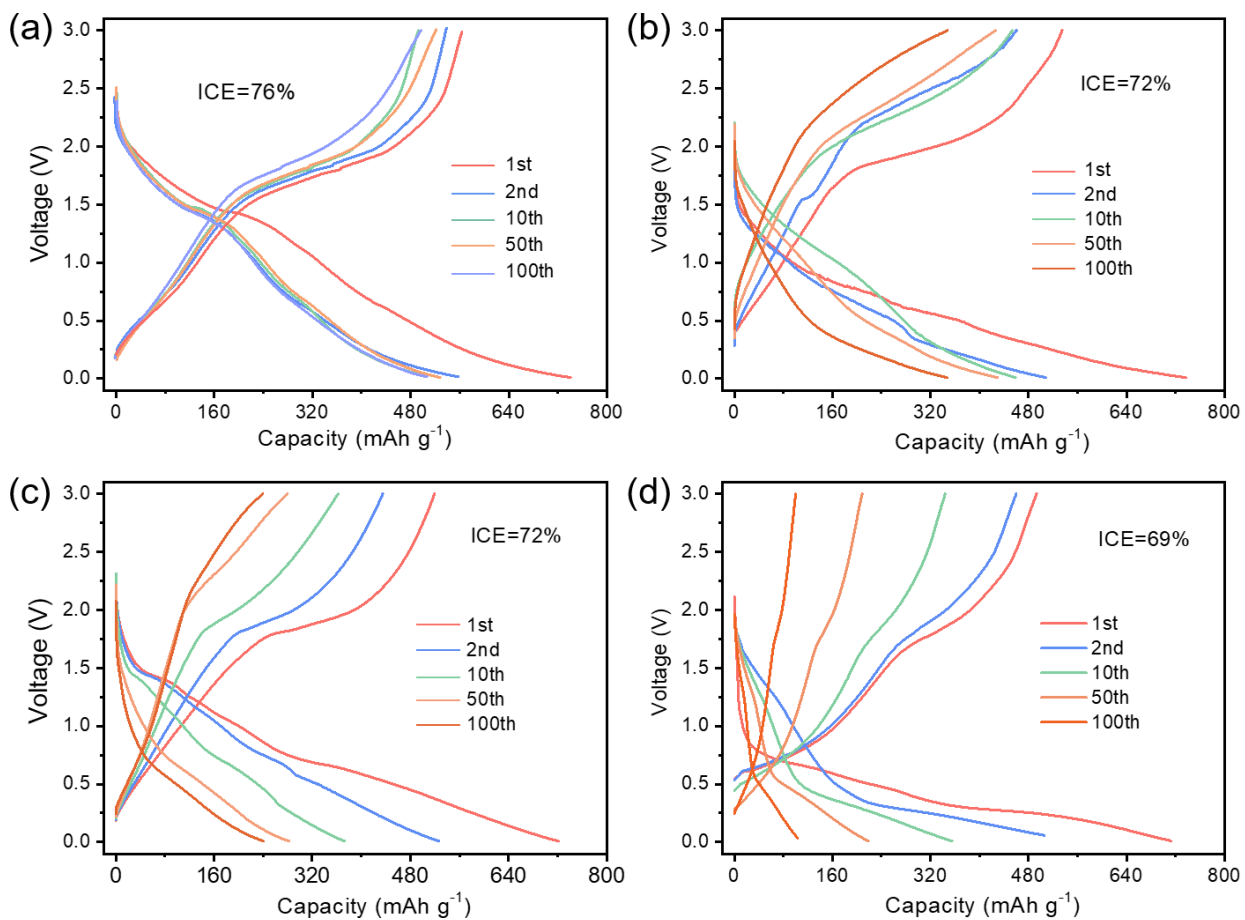 (a)
3.0
2.5
2.0
1.5
1.0
0.5
0.0
Voltage (V)
ICE=76%
1st
2nd
10th
50th
100th
0 160 320 480 640 800
Capacity (mAh g⁻¹)
(b)
3.0
2.5
2.0
1.5
1.0
0.5
0.0
Voltage (V)
ICE=72%
1st
2nd
10th
50th
100th
0 160 320 480 640 800
Capacity (mAh g⁻¹)
(c)
3.0
2.5
2.0
1.5
1.0
0.5
0.0
Voltage (V)
ICE=72%
1st
2nd
10th
50th
100th
0 160 320 480 640 800
Capacity (mAh g⁻¹)
(d)
3.0
2.5
2.0
1.5
1.0
0.5
0.0
Voltage (V)
ICE=69%
1st
2nd
10th
50th
100th
0 160 320 480 640 800
Capacity (mAh g⁻¹)